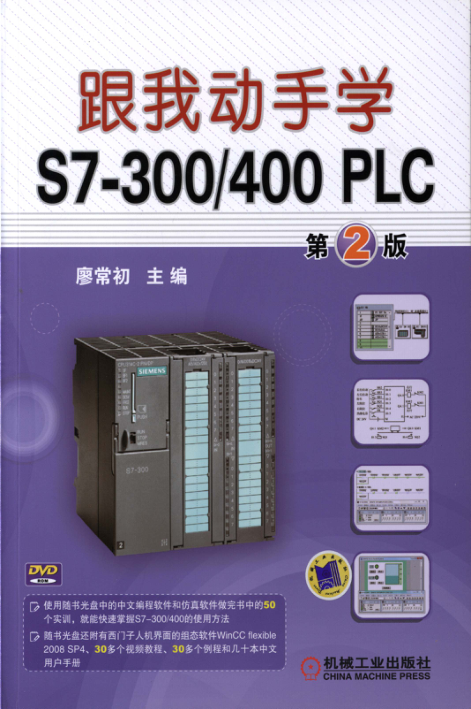 跟我动手学
S7-300/400 PLC
第2版
廖常初 主编
SIEMENS
S7-300
DVD
ROM
使用随书光盘中的中文编程软件和仿真软件做完书中的50
个实训，就能快速掌握S7-300/400的使用方法
随书光盘还附有西门子人机界面的组态软件WinCC flexible
2008 SP4、30多个视频教程、30多个例程和几十本中文
用户手册
机械工业出版社
CHINA MACHINE PRESS